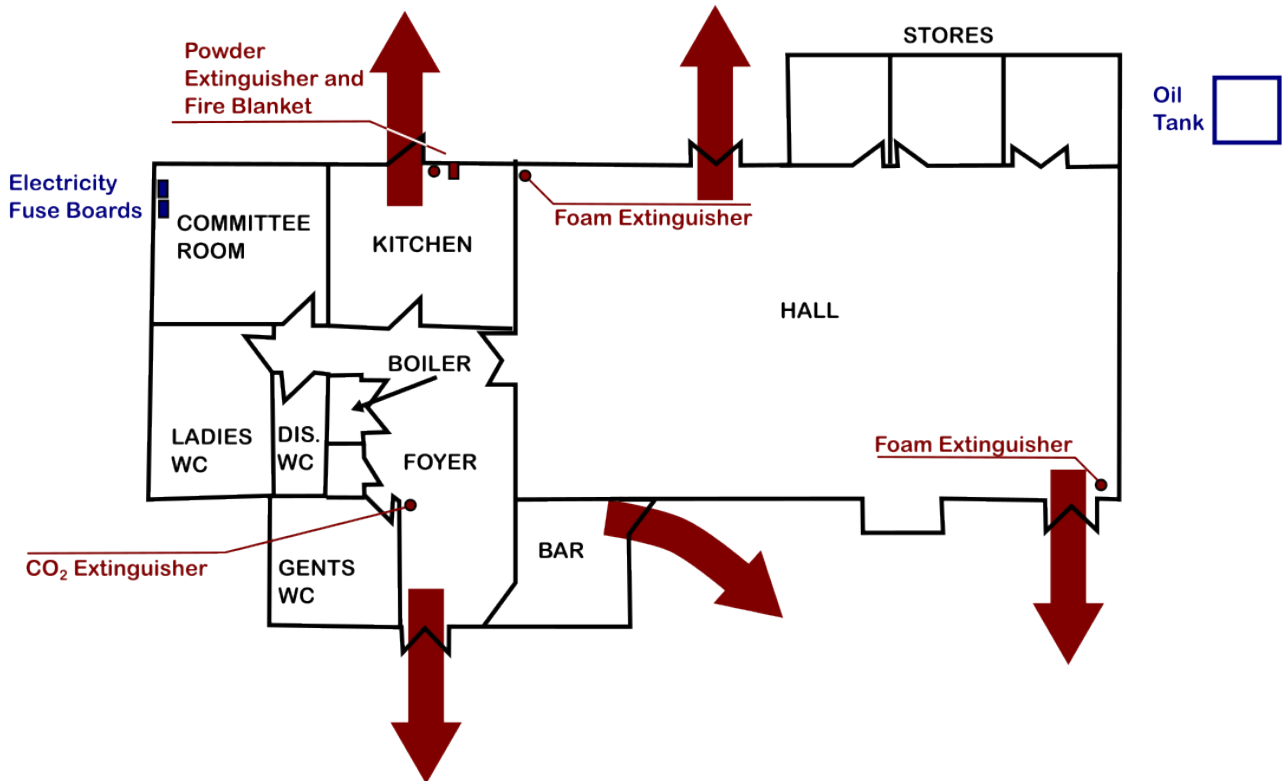 STORES
Powder
Extinguisher and
Fire Blanket
Oil
Tank
Electricity
Fuse Boards
COMMITTEE
ROOM
KITCHEN
Foam Extinguisher
HALL
BOILER
LADIES
WC
DIS.
WC
FOYER
Foam Extinguisher
CO₂ Extinguisher
GENTS
WC
BAR